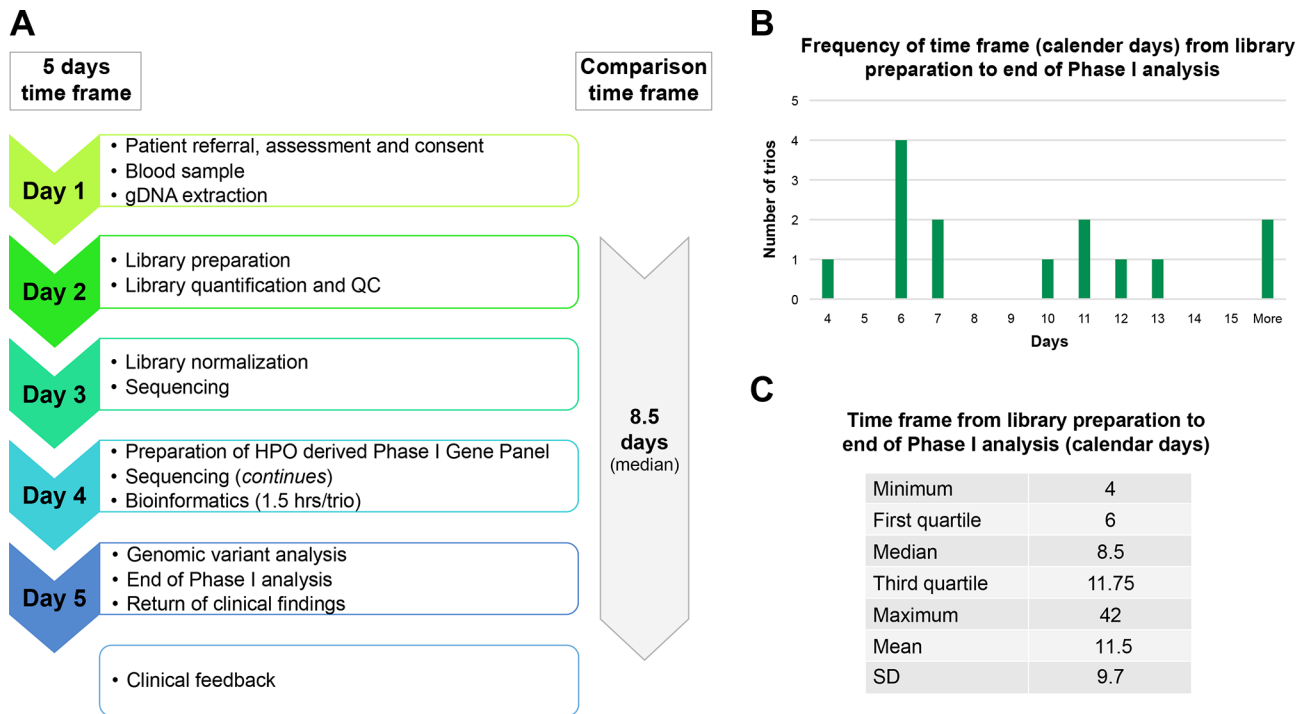 A
5 days
time frame
Comparison
time frame
Day 1
• Patient referral, assessment and consent
• Blood sample
• gDNA extraction
Day 2
• Library preparation
• Library quantification and QC
Day 3
• Library normalization
• Sequencing
Day 4
• Preparation of HPO derived Phase I Gene Panel
• Sequencing (continues)
• Bioinformatics (1.5 hrs/trio)
Day 5
• Genomic variant analysis
• End of Phase I analysis
• Return of clinical findings
• Clinical feedback
8.5
days
(median)
B
Frequency of time frame (calender days) from library
preparation to end of Phase I analysis
Number of trios
5
4
3
2
1
0
4 5 6 7 8 9 10 11 12 13 14 15 More
Days
C
Time frame from library preparation to
end of Phase I analysis (calendar days)
Minimum 4
First quartile 6
Median 8.5
Third quartile 11.75
Maximum 42
Mean 11.5
SD 9.7